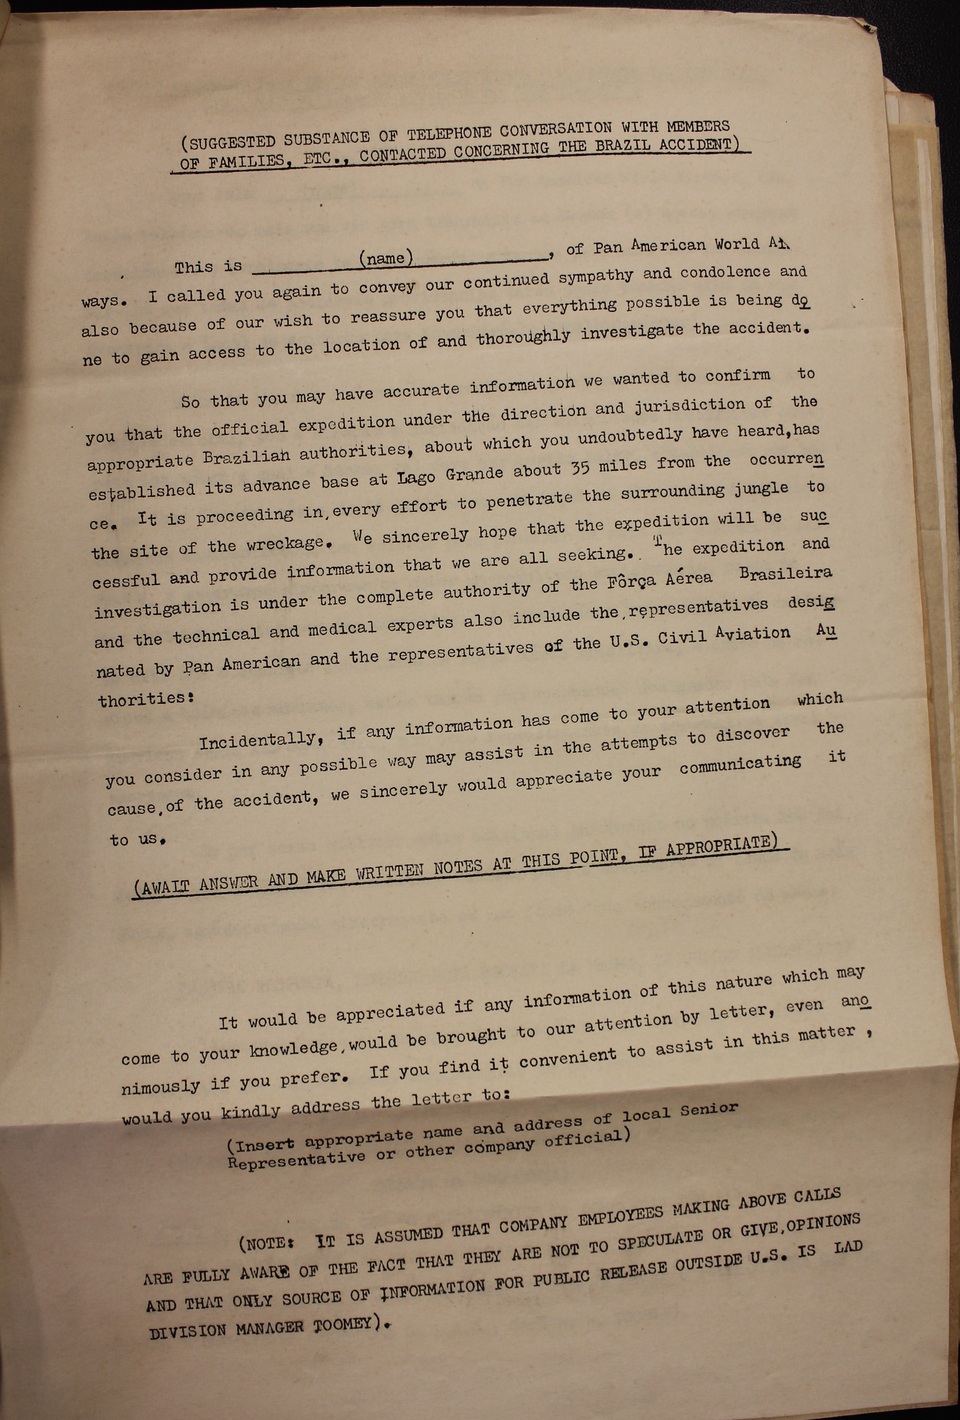 (SUGGESTED SUBSTANCE OF TELEPHONE CONVERSATION WITH MEMBERS
OF FAMILIES, ETC., CONTACTED CONCERNING THE BRAZIL ACCIDENT)
This is ________(name)__________, of Pan American World Ai
ways. I called you again to convey our continued sympathy and condolence and
also because of our wish to reassure you that everything possible is being do
ne to gain access to the location of and thoroughly investigate the accident.
So that you may have accurate information we wanted to confirm to
you that the official expedition under the direction and jurisdiction of the
appropriate Brazilian authorities, about which you undoubtedly have heard,has
established its advance base at Lago Grande about 35 miles from the occurren
ce. It is proceeding in every effort to penetrate the surrounding jungle to
the site of the wreckage. We sincerely hope that the expedition will be suc
cessful and provide information that we are all seeking. The expedition and
investigation is under the complete authority of the Fôrça Aérea Brasileira
and the technical and medical experts also include the representatives desig
nated by Pan American and the representatives of the U.S. Civil Aviation Au
thorities:
Incidentally, if any information has come to your attention which
you consider in any possible way may assist in the attempts to discover the
cause of the accident, we sincerely would appreciate your communicating it
to us.
(AWAIT ANSWER AND MAKE WRITTEN NOTES AT THIS POINT, IF APPROPRIATE)
It would be appreciated if any information of this nature which may
come to your knowledge would be brought to our attention by letter, even ano
nimously if you prefer. If you find it convenient to assist in this matter ,
would you kindly address the letter to:
(Insert appropriate name and address of local Senior
Representative or other company official)
(NOTE: IT IS ASSUMED THAT COMPANY EMPLOYEES MAKING ABOVE CALLS
ARE FULLY AWARE OF THE FACT THAT THEY ARE NOT TO SPECULATE OR GIVE OPINIONS
AND THAT ONLY SOURCE OF INFORMATION FOR PUBLIC RELEASE OUTSIDE U.S. IS LAD
DIVISION MANAGER TOOMEY).